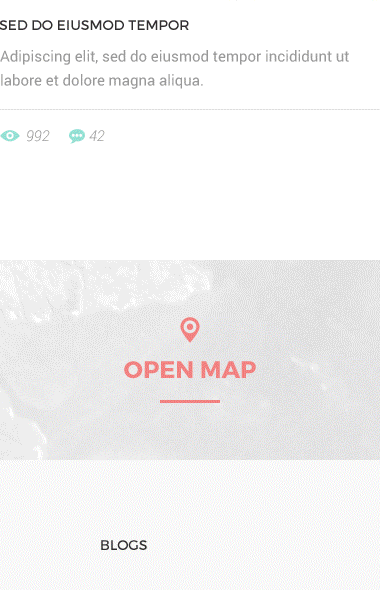 SED DO EIUSMOD TEMPOR
Adipiscing elit, sed do eiusmod tempor incididunt ut
labore et dolore magna aliqua.
992 42
OPEN MAP
BLOGS